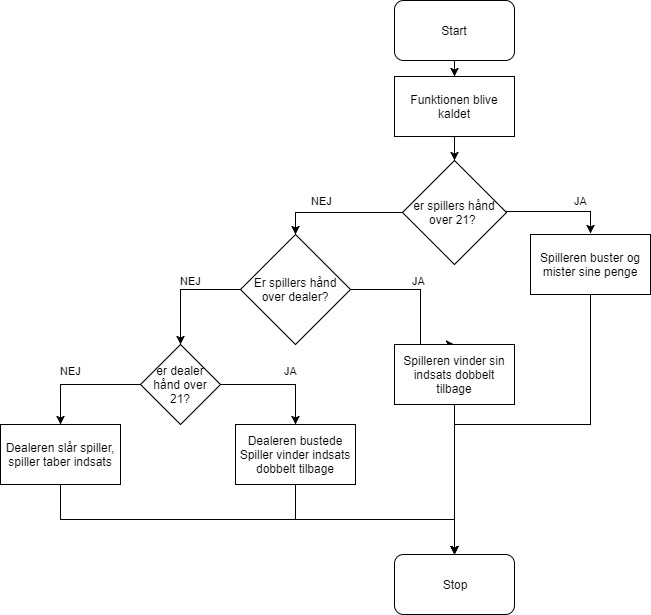 Start
Funktionen blive
kaldet
er spillers hånd
over 21?
NEJ
JA
Spilleren buster og
mister sine penge
Er spillers hånd
over dealer?
NEJ
JA
Spilleren vinder sin
indsats dobbelt
tilbage
er dealer
hånd over
21?
NEJ
JA
Dealeren slår spiller,
spiller taber indsats
Dealeren bustede
Spiller vinder indsats
dobbelt tilbage
Stop